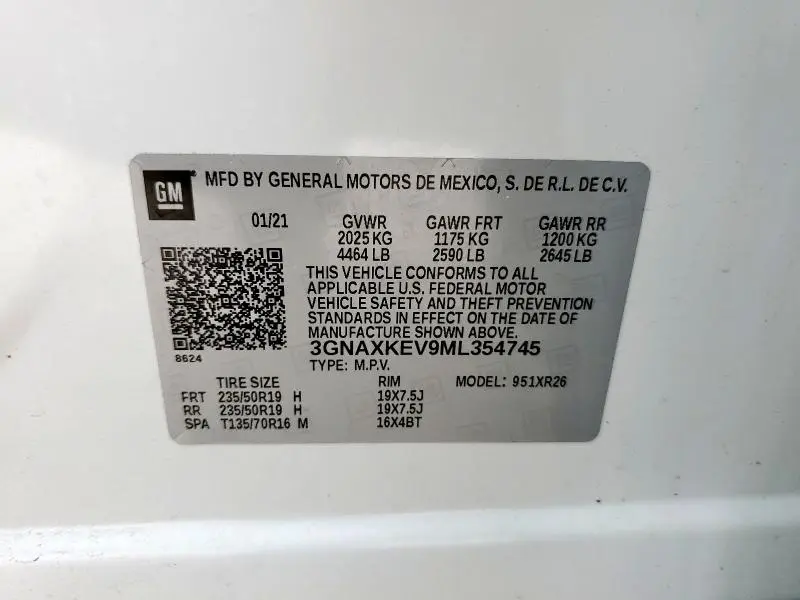 GM MFD BY GENERAL MOTORS DE MEXICO, S. DE R.L. DE C.V.
01/21 GVWR GAWR FRT GAWR RR
2025 KG 1175 KG 1200 KG
4464 LB 2590 LB 2645 LB
THIS VEHICLE CONFORMS TO ALL
APPLICABLE U.S. FEDERAL MOTOR
VEHICLE SAFETY AND THEFT PREVENTION
STANDARDS IN EFFECT ON THE DATE OF
MANUFACTURE SHOWN ABOVE.
8624
3GNAXKEV9ML354745
TYPE: M.P.V.
TIRE SIZE RIM MODEL: 951XR26
FRT 235/50R19 H 19X7.5J
RR 235/50R19 H 19X7.5J
SPA T135/70R16 M 16X4BT